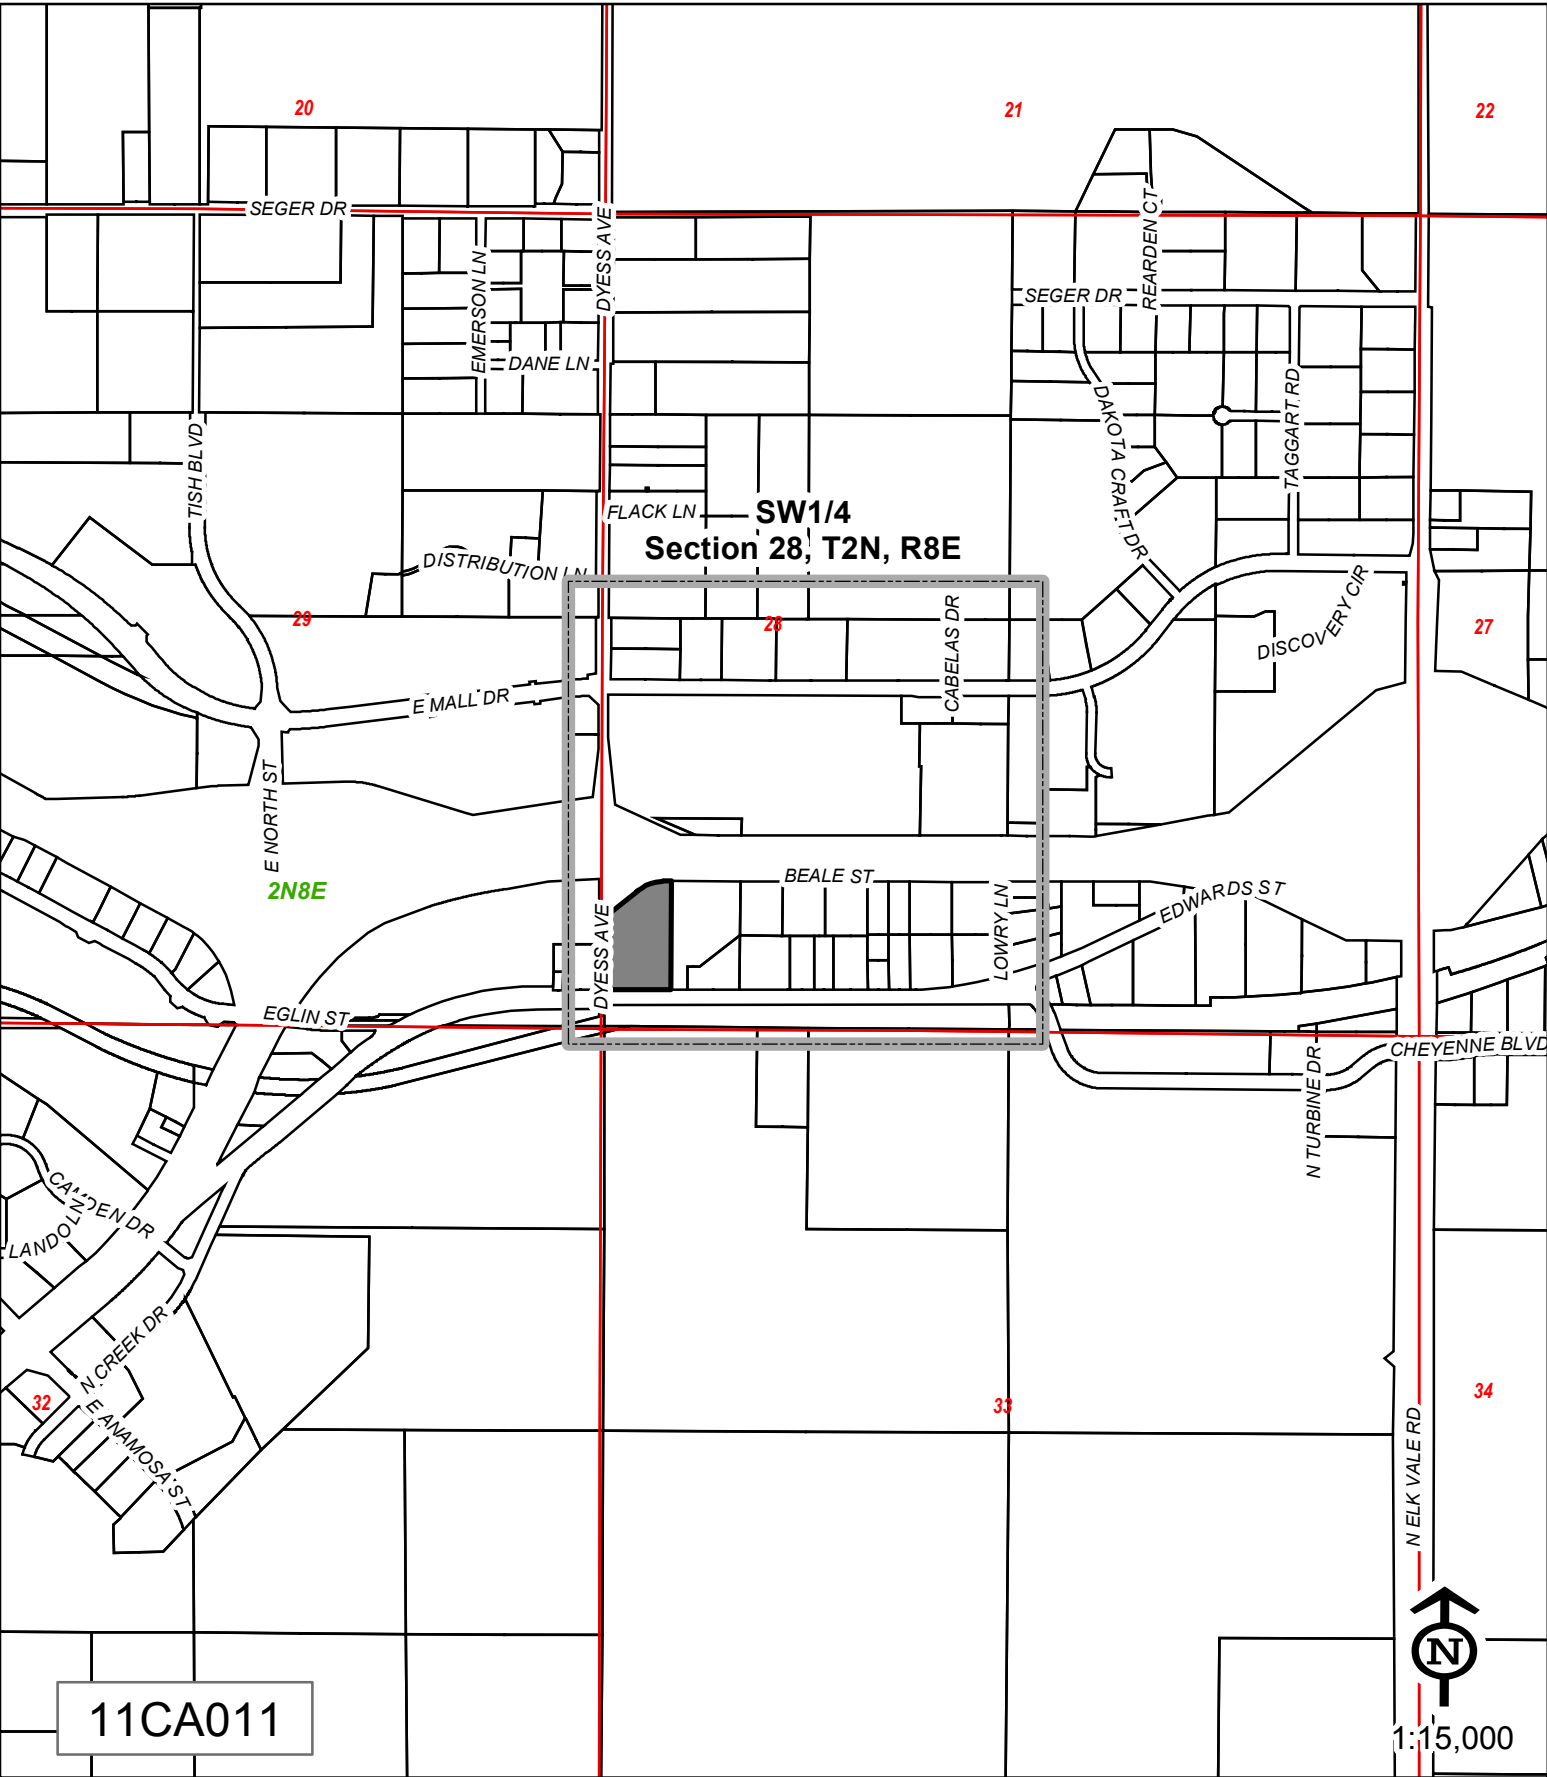 20
21
22
SEGER DR
DYESS AVE
REARDEN CT
EMERSON LN
SEGER DR
DANE LN
TISH BLVD
DAKOTA CRAFT DR
TAGGART RD
FLACK LN
SW1/4
Section 28, T2N, R8E
DISTRIBUTION LN
29
28
CABELAS DR
DISCOVERY CIR
27
E MALL DR
E NORTH ST
2N8E
BEALE ST
EDWARDS ST
LOWRY LN
DYESS AVE
EGLIN ST
CHEYENNE BLVD
N TURBINE DR
CAMDEN DR
LANDO LN
N CREEK DR
32
E ANAMOSA ST
33
34
N ELK VALE RD
N
11CA011
1:15,000